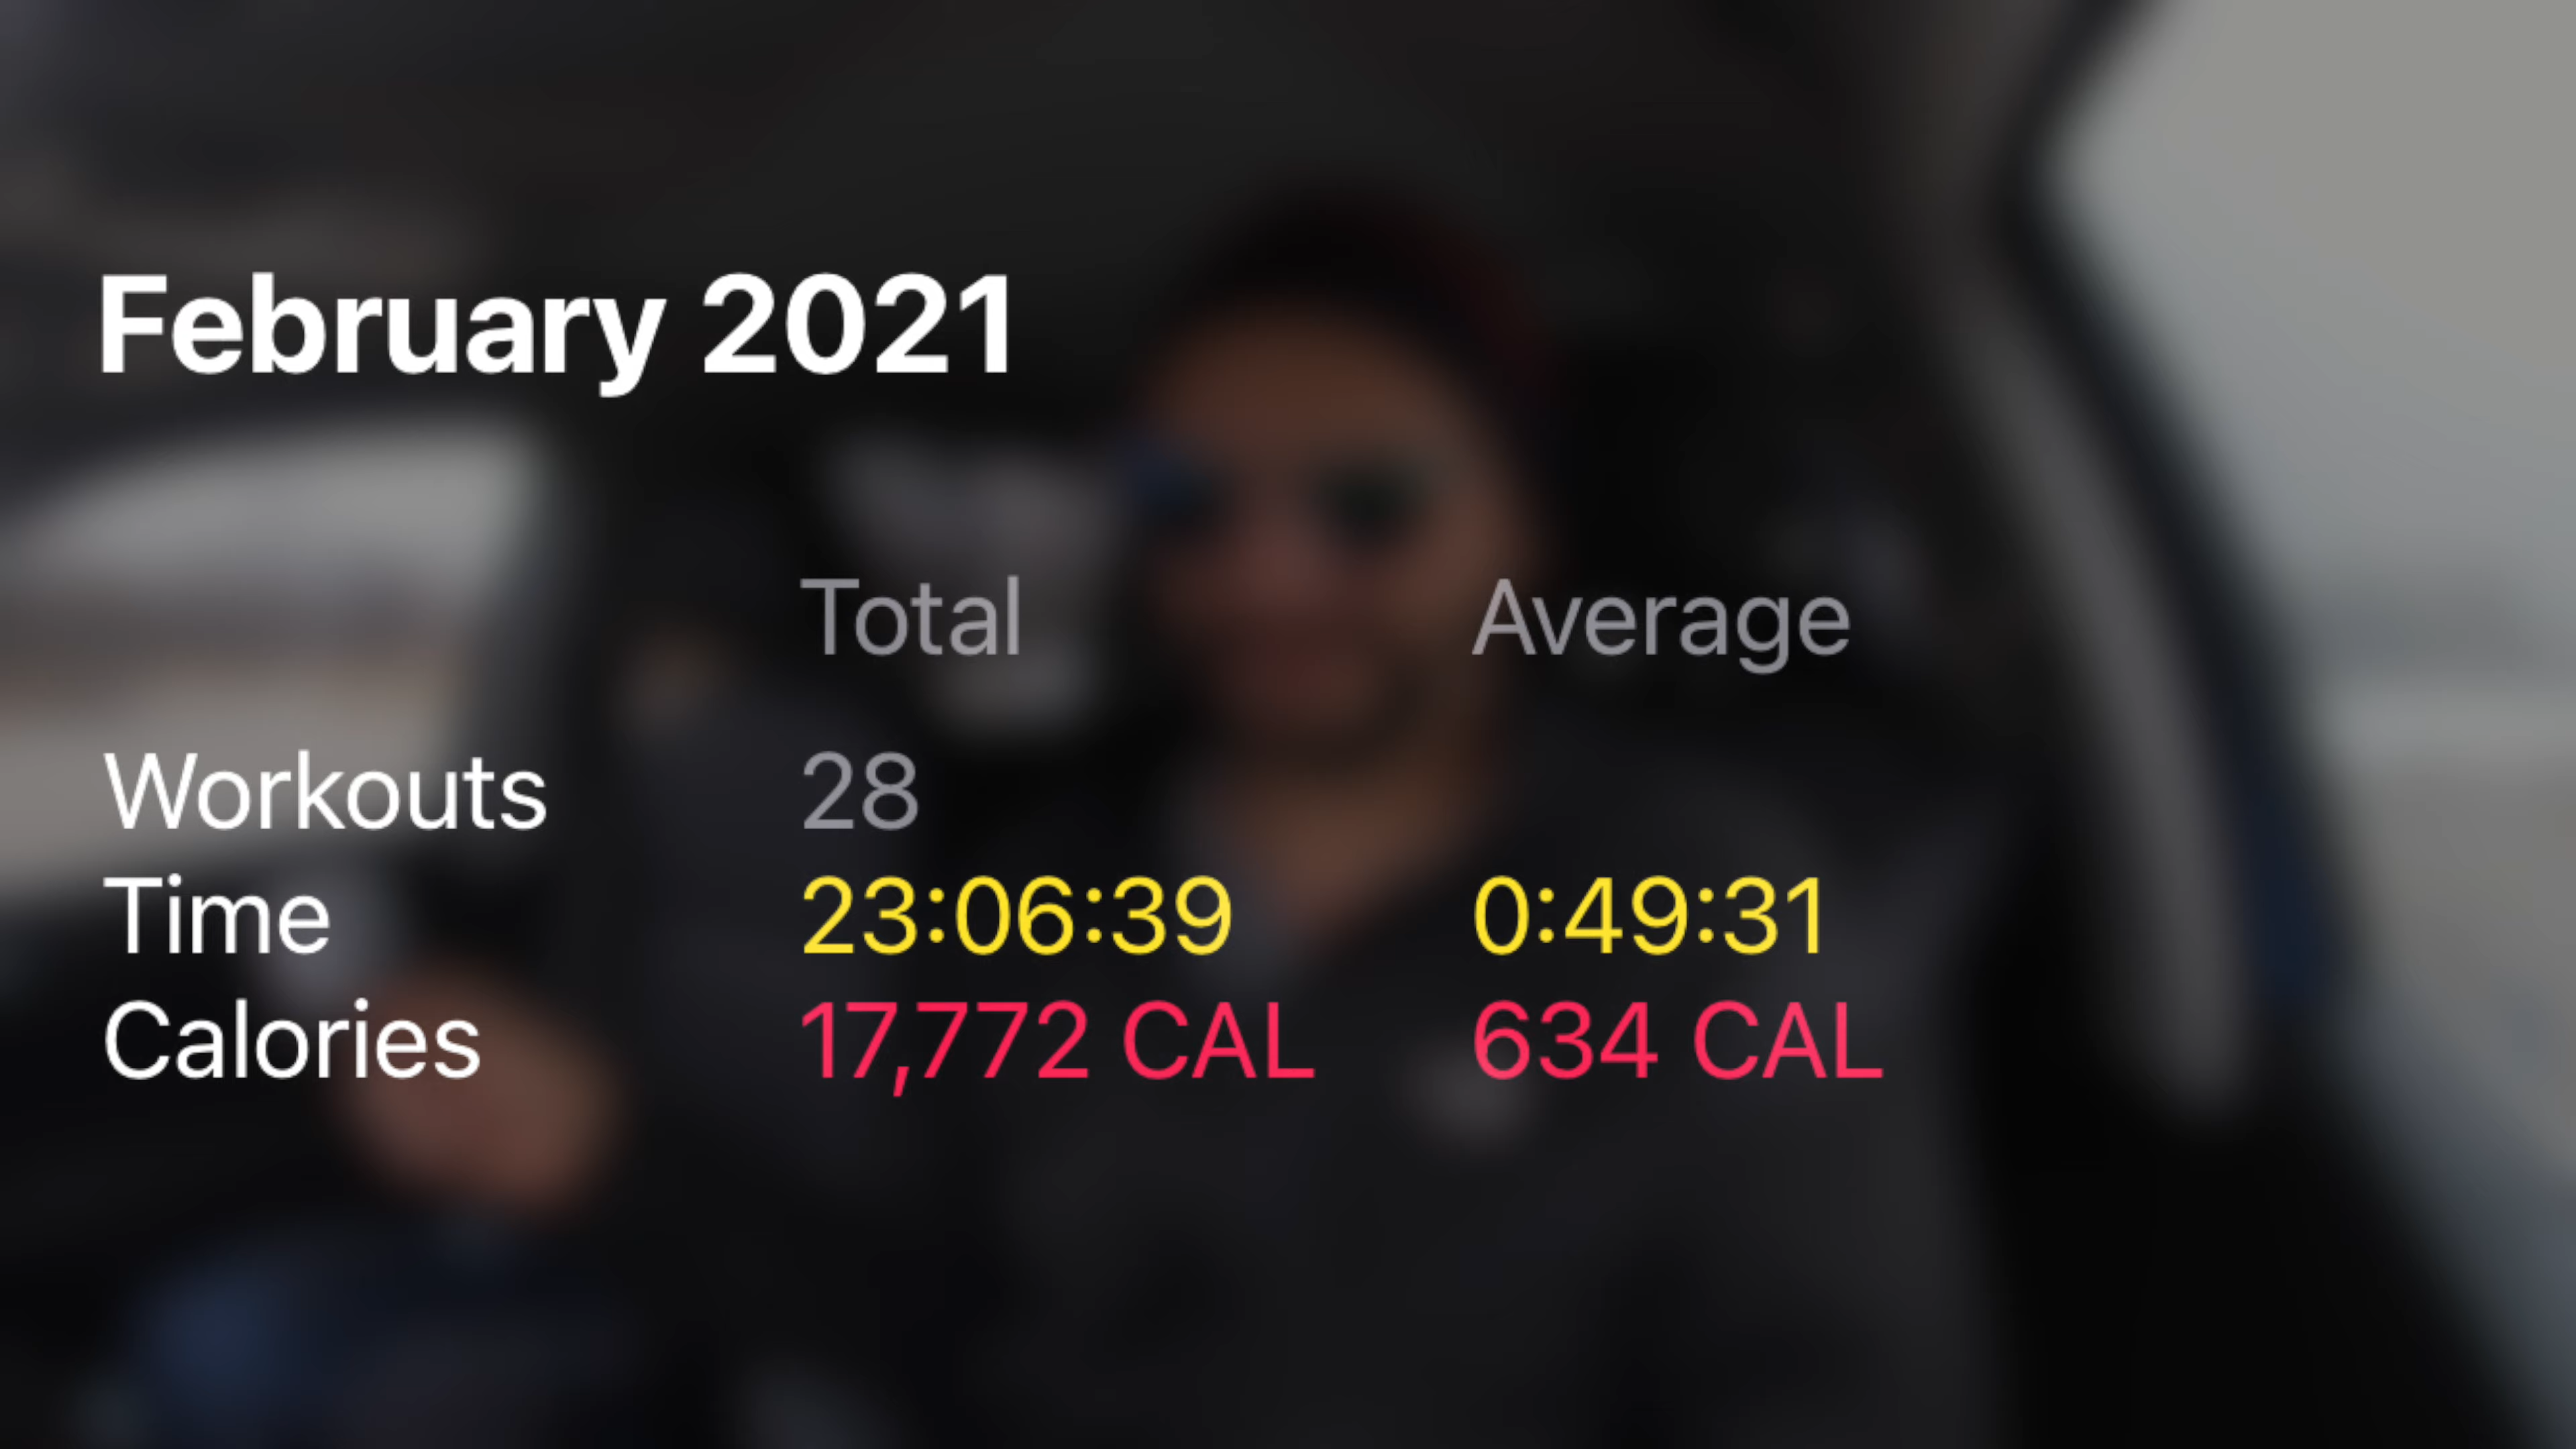 February 2021
Total Average
Workouts 28
Time 23:06:39 0:49:31
Calories 17,772 CAL 634 CAL